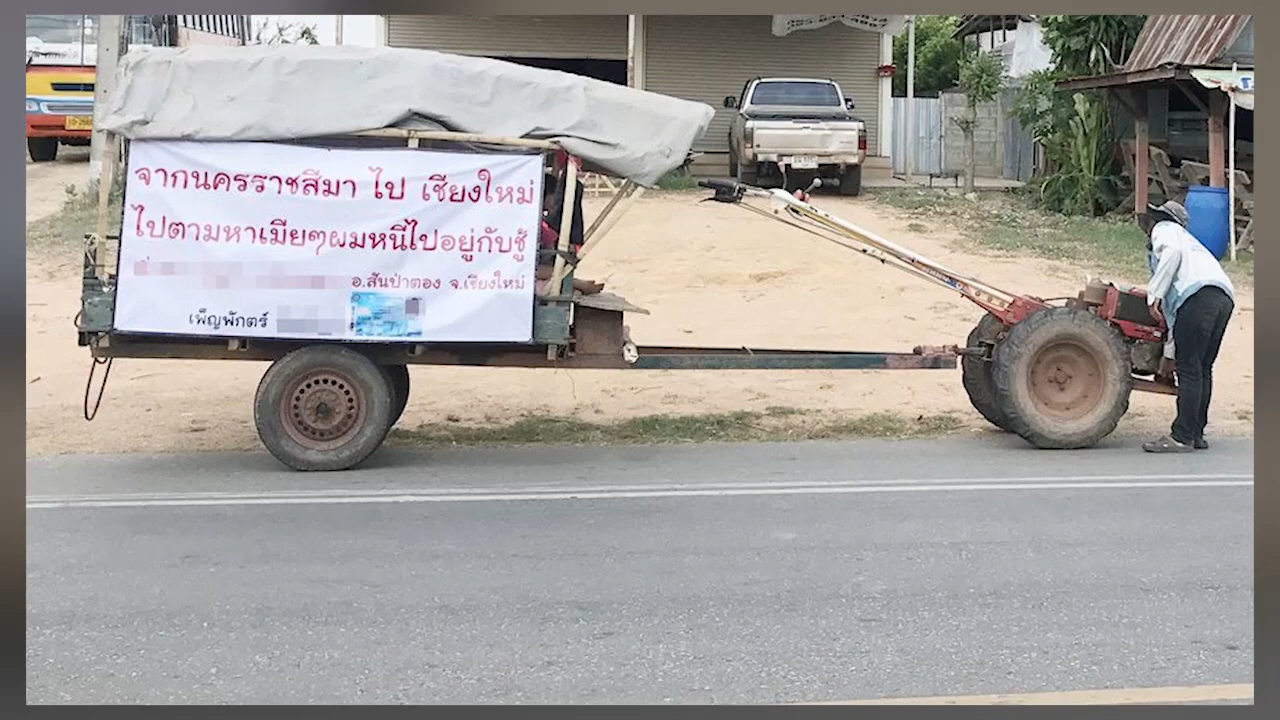 จากนครราชสีมา ไป เชียงใหม่
ไปตามหาเมียๆผมหนีไปอยู่กับชู้
อ.สันป่าตอง จ.เชียงใหม่
เพ็ญพักตร์